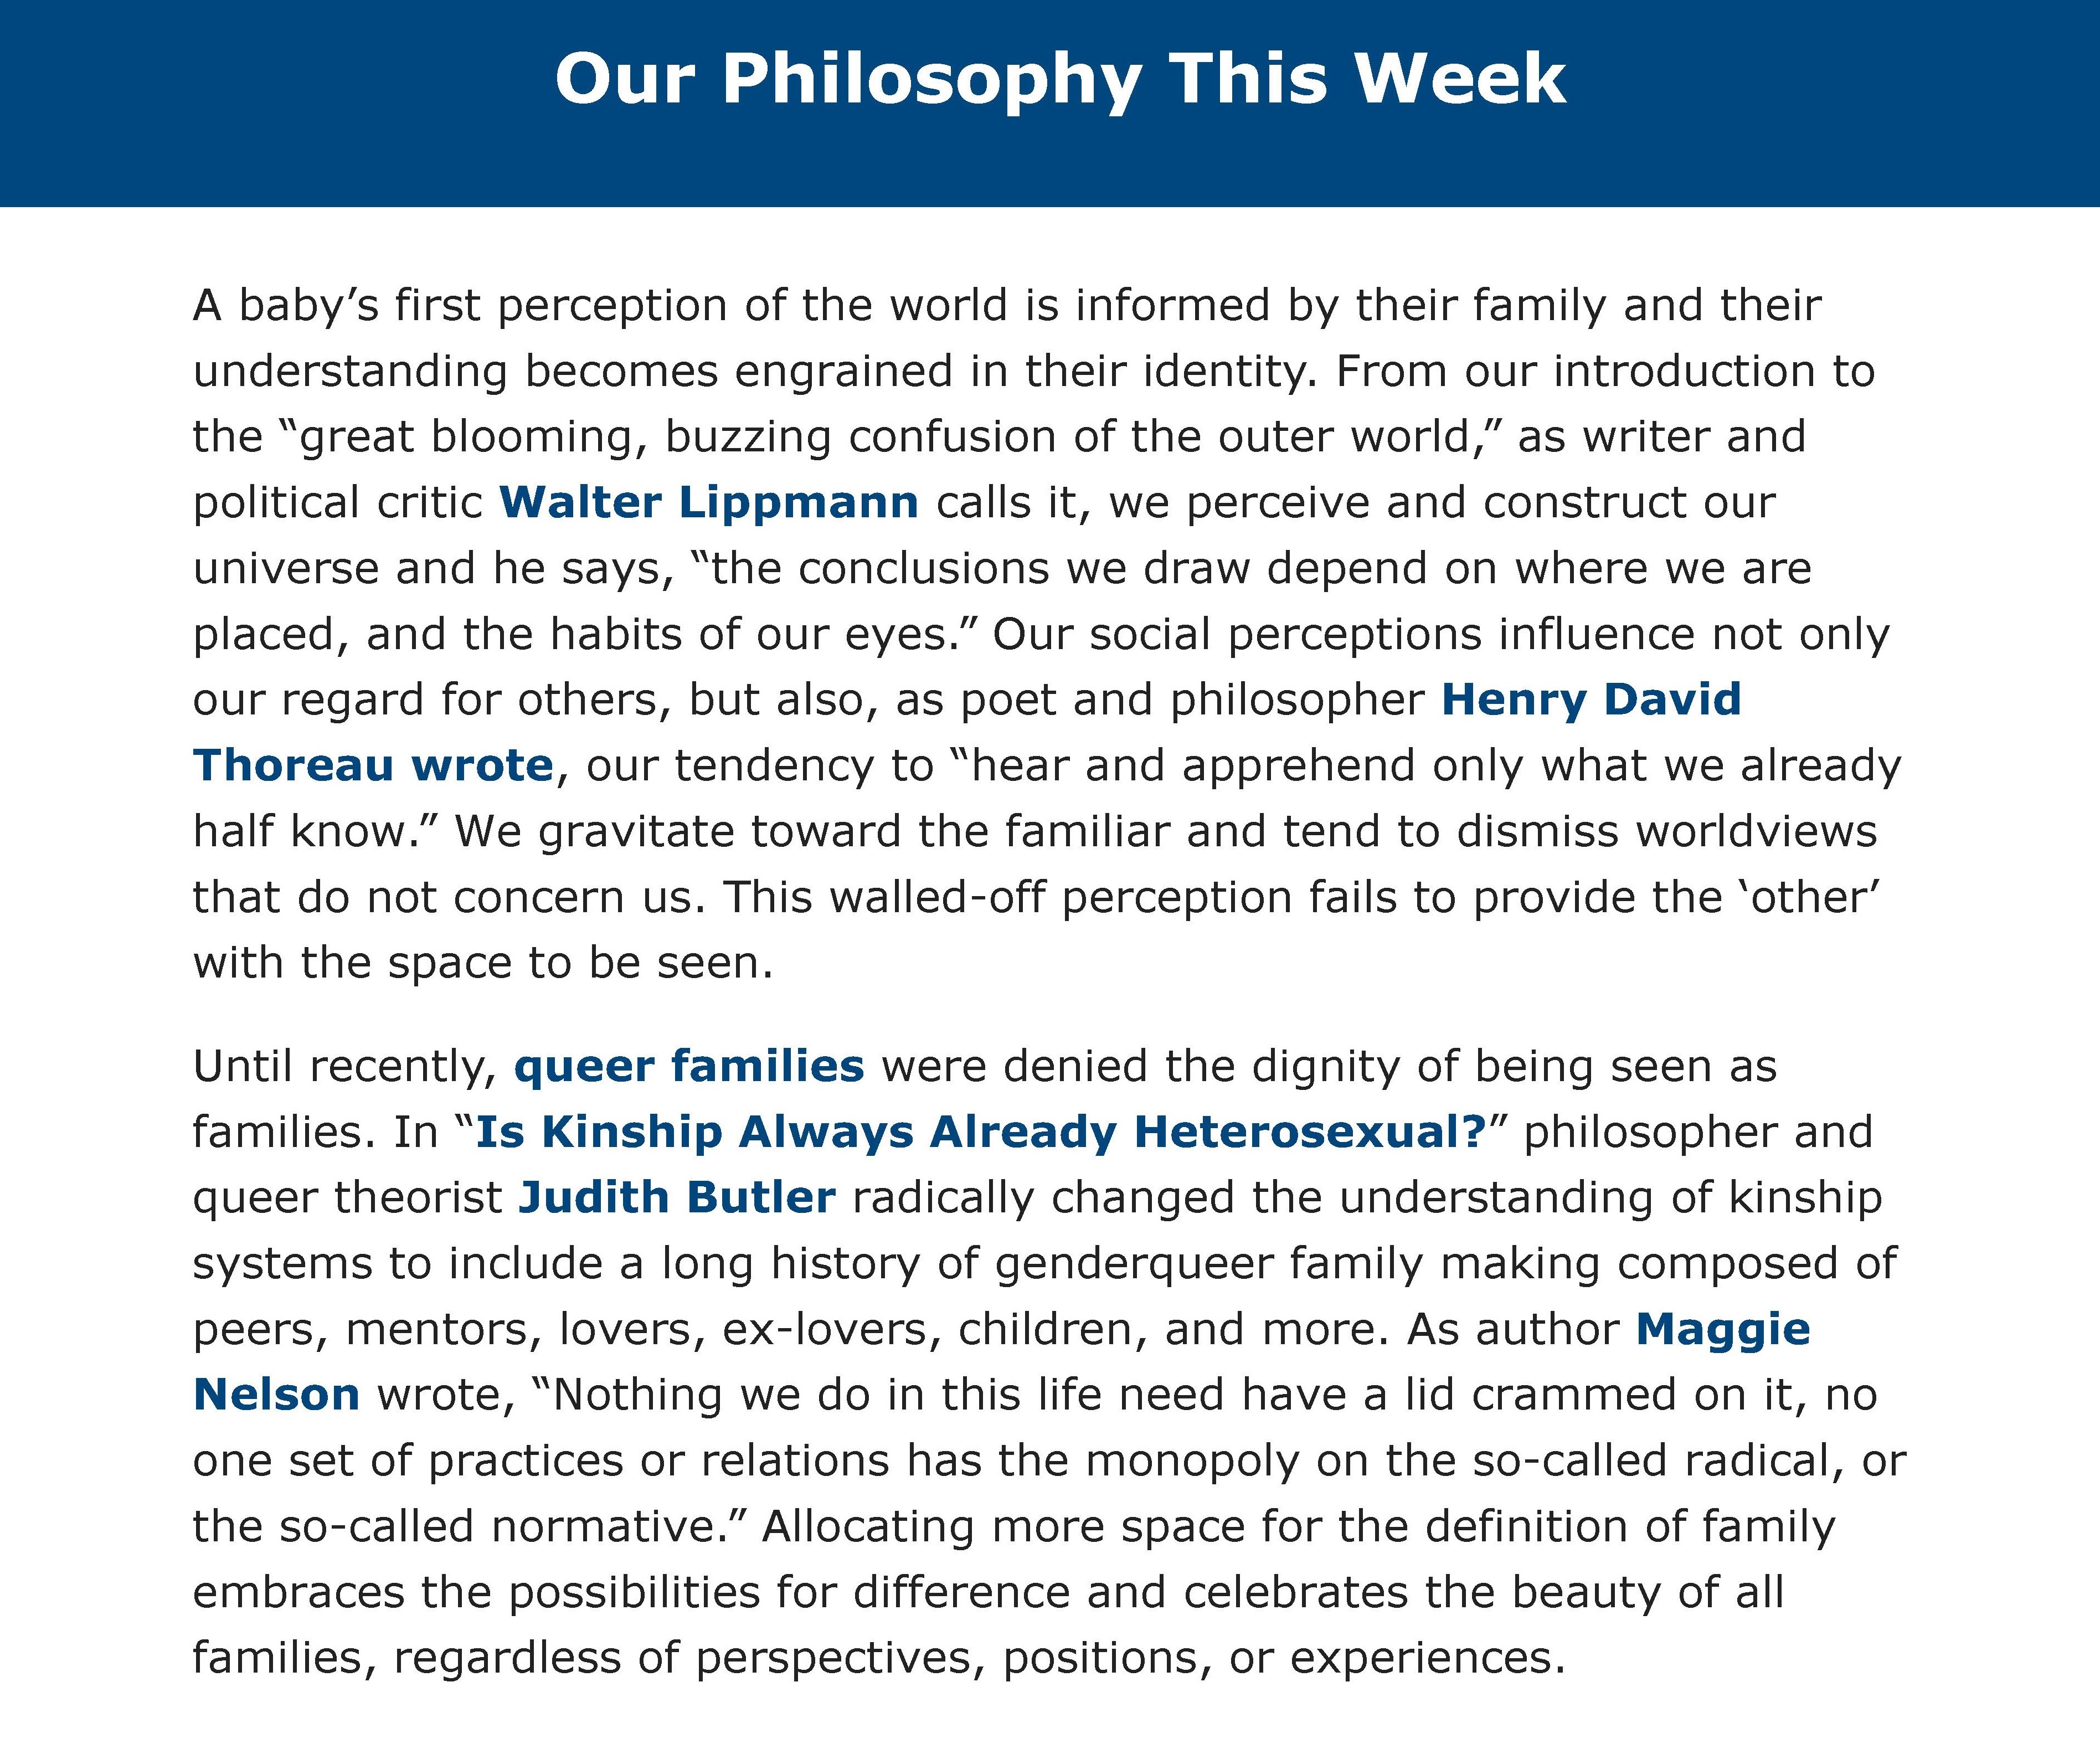 Our Philosophy This Week
A baby’s first perception of the world is informed by their family and their
understanding becomes engrained in their identity. From our introduction to
the “great blooming, buzzing confusion of the outer world,” as writer and
political critic Walter Lippmann calls it, we perceive and construct our
universe and he says, “the conclusions we draw depend on where we are
placed, and the habits of our eyes.” Our social perceptions influence not only
our regard for others, but also, as poet and philosopher Henry David
Thoreau wrote, our tendency to “hear and apprehend only what we already
half know.” We gravitate toward the familiar and tend to dismiss worldviews
that do not concern us. This walled-off perception fails to provide the ‘other’
with the space to be seen.
Until recently, queer families were denied the dignity of being seen as
families. In “Is Kinship Always Already Heterosexual?” philosopher and
queer theorist Judith Butler radically changed the understanding of kinship
systems to include a long history of genderqueer family making composed of
peers, mentors, lovers, ex-lovers, children, and more. As author Maggie
Nelson wrote, “Nothing we do in this life need have a lid crammed on it, no
one set of practices or relations has the monopoly on the so-called radical, or
the so-called normative.” Allocating more space for the definition of family
embraces the possibilities for difference and celebrates the beauty of all
families, regardless of perspectives, positions, or experiences.